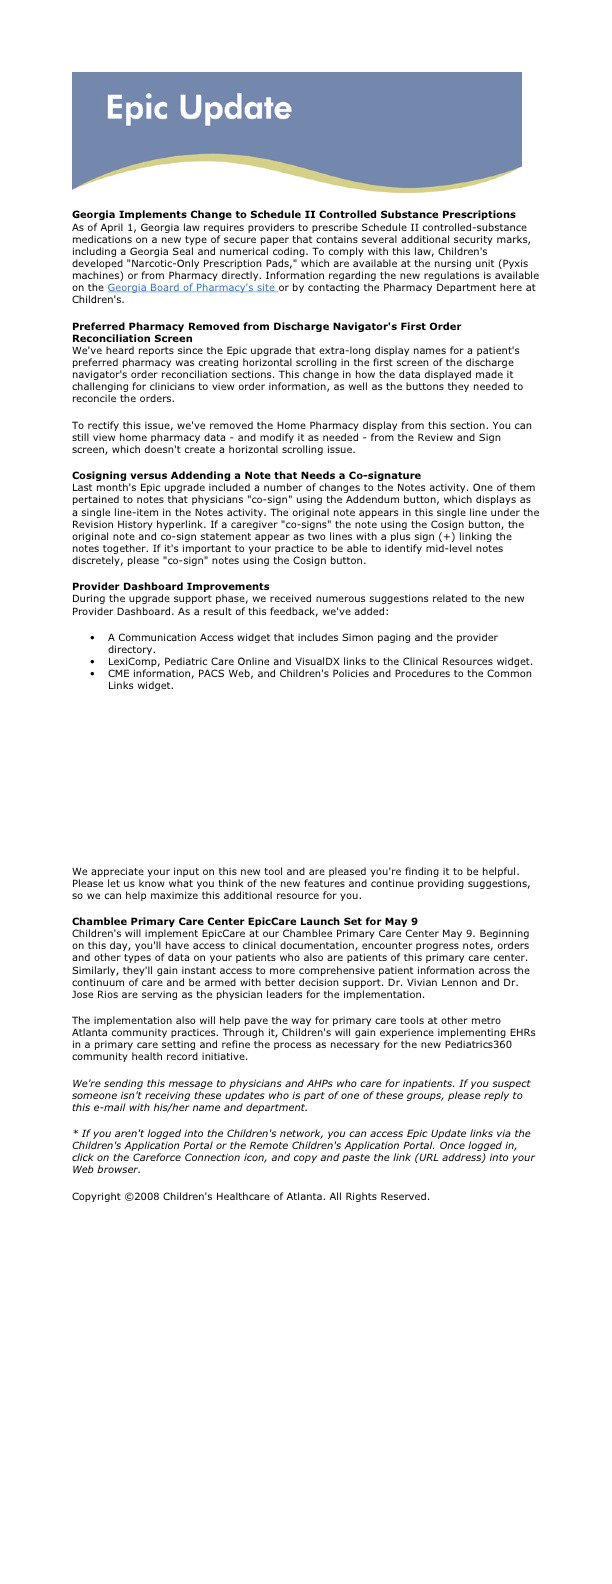 Epic Update
Georgia Implements Change to Schedule II Controlled Substance Prescriptions
As of April 1, Georgia law requires providers to prescribe Schedule II controlled-substance
medications on a new type of secure paper that contains several additional security marks,
including a Georgia Seal and numerical coding. To comply with this law, Children's
developed "Narcotic-Only Prescription Pads," which are available at the nursing unit (Pyxis
machines) or from Pharmacy directly. Information regarding the new regulations is available
on the Georgia Board of Pharmacy's site or by contacting the Pharmacy Department here at
Children's.
Preferred Pharmacy Removed from Discharge Navigator's First Order
Reconciliation Screen
We've heard reports since the Epic upgrade that extra-long display names for a patient's
preferred pharmacy was creating horizontal scrolling in the first screen of the discharge
navigator's order reconciliation sections. This change in how the data displayed made it
challenging for clinicians to view order information, as well as the buttons they needed to
reconcile the orders.
To rectify this issue, we've removed the Home Pharmacy display from this section. You can
still view home pharmacy data - and modify it as needed - from the Review and Sign
screen, which doesn't create a horizontal scrolling issue.
Cosigning versus Addending a Note that Needs a Co-signature
Last month's Epic upgrade included a number of changes to the Notes activity. One of them
pertained to notes that physicians "co-sign" using the Addendum button, which displays as
a single line-item in the Notes activity. The original note appears in this single line under the
Revision History hyperlink. If a caregiver "co-signs" the note using the Cosign button, the
original note and co-sign statement appear as two lines with a plus sign (+) linking the
notes together. If it's important to your practice to be able to identify mid-level notes
discretely, please "co-sign" notes using the Cosign button.
Provider Dashboard Improvements
During the upgrade support phase, we received numerous suggestions related to the new
Provider Dashboard. As a result of this feedback, we've added:
• A Communication Access widget that includes Simon paging and the provider
directory.
• LexiComp, Pediatric Care Online and VisualDX links to the Clinical Resources widget.
• CME information, PACS Web, and Children's Policies and Procedures to the Common
Links widget.
We appreciate your input on this new tool and are pleased you're finding it to be helpful.
Please let us know what you think of the new features and continue providing suggestions,
so we can help maximize this additional resource for you.
Chamblee Primary Care Center EpicCare Launch Set for May 9
Children's will implement EpicCare at our Chamblee Primary Care Center May 9. Beginning
on this day, you'll have access to clinical documentation, encounter progress notes, orders
and other types of data on your patients who also are patients of this primary care center.
Similarly, they'll gain instant access to more comprehensive patient information across the
continuum of care and be armed with better decision support. Dr. Vivian Lennon and Dr.
Jose Rios are serving as the physician leaders for the implementation.
The implementation also will help pave the way for primary care tools at other metro
Atlanta community practices. Through it, Children's will gain experience implementing EHRs
in a primary care setting and refine the process as necessary for the new Pediatrics360
community health record initiative.
We're sending this message to physicians and AHPs who care for inpatients. If you suspect
someone isn't receiving these updates who is part of one of these groups, please reply to
this e-mail with his/her name and department.
* If you aren't logged into the Children's network, you can access Epic Update links via the
Children's Application Portal or the Remote Children's Application Portal. Once logged in,
click on the Careforce Connection icon, and copy and paste the link (URL address) into your
Web browser.
Copyright ©2008 Children's Healthcare of Atlanta. All Rights Reserved.